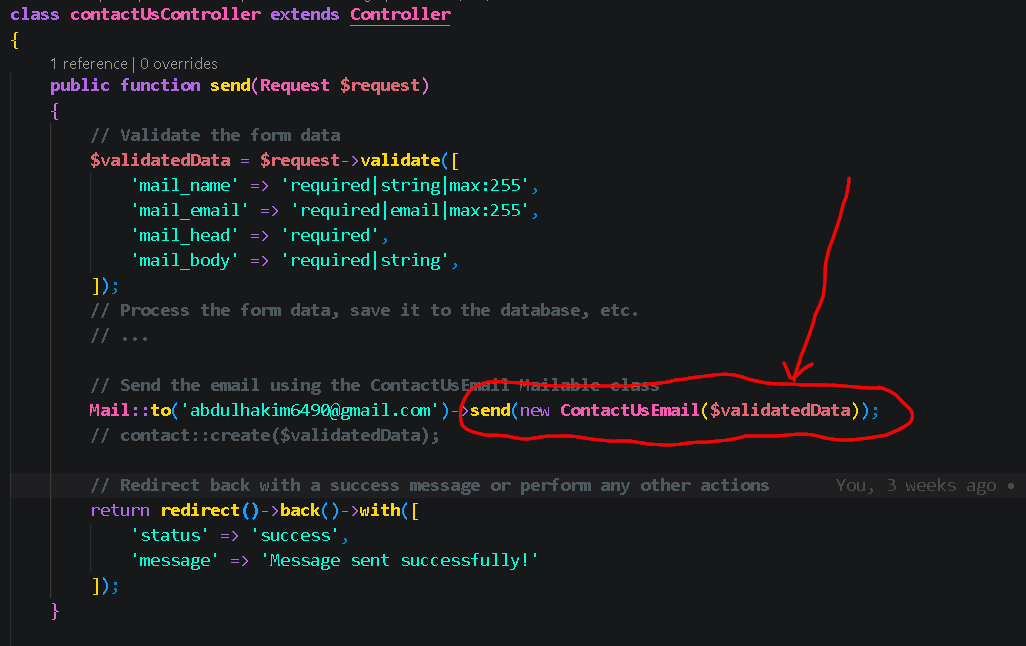 class contactUsController extends Controller
{
1 reference | 0 overrides
public function send(Request $request)
{
// Validate the form data
$validatedData = $request->validate([
'mail_name' => 'required|string|max:255',
'mail_email' => 'required|email|max:255',
'mail_head' => 'required',
'mail_body' => 'required|string',
]);
// Process the form data, save it to the database, etc.
// ...
// Send the email using the ContactUsEmail Mailable class
Mail::to('abdulhakim6490@gmail.com')->send(new ContactUsEmail($validatedData));
// contact::create($validatedData);
// Redirect back with a success message or perform any other actions You, 3 weeks ago •
return redirect()->back()->with([
'status' => 'success',
'message' => 'Message sent successfully!'
]);
}